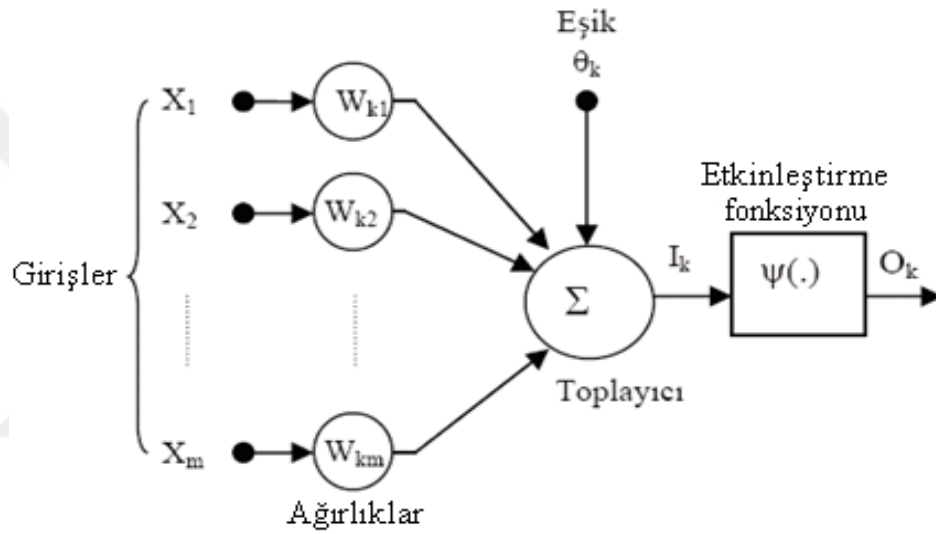 Eşik
θk
X1
Wk1
X2
Wk2
Etkinleştirme
fonksiyonu
Girişler
Σ
Ik
ψ(.)
Ok
Toplayıcı
Xm
Wkm
Ağırlıklar